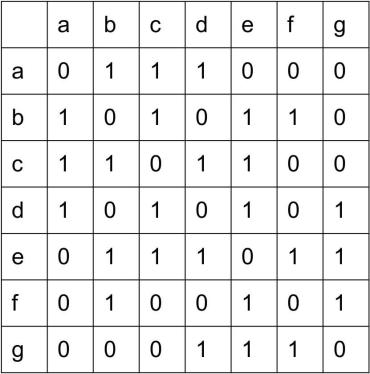 a b c d e f g
a 0 1 1 1 0 0 0
b 1 0 1 0 1 1 0
c 1 1 0 1 1 0 0
d 1 0 1 0 1 0 1
e 0 1 1 1 0 1 1
f 0 1 0 0 1 0 1
g 0 0 0 1 1 1 0